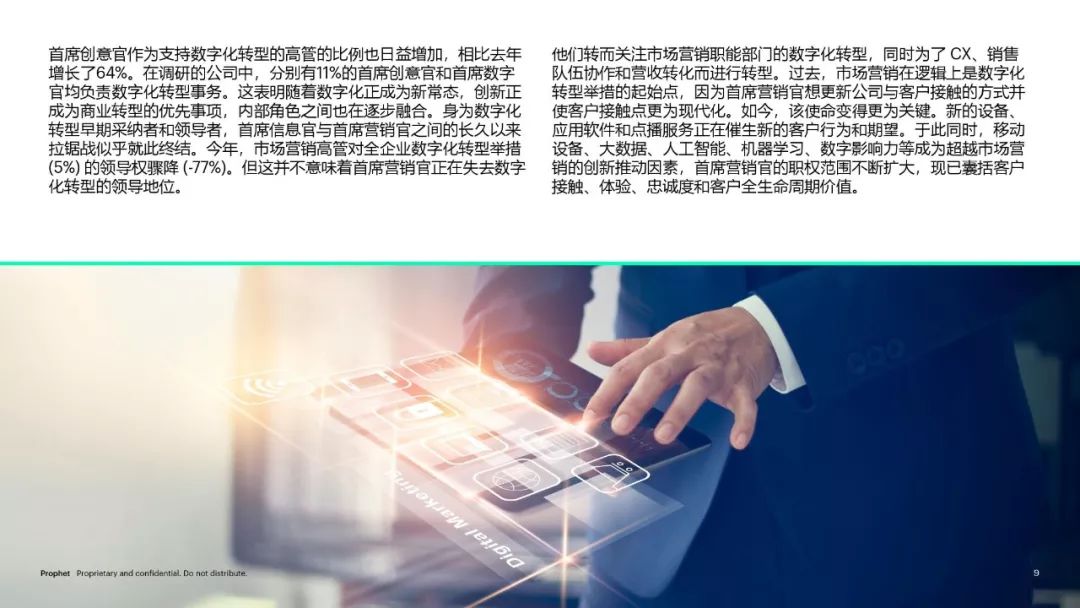 首席创意官作为支持数字化转型的高管的比例也日益增加，相比去年
增长了64%。在调研的公司中，分别有11%的首席创意官和首席数字
官均负责数字化转型事务。这表明随着数字化正成为新常态，创新正
成为商业转型的优先事项，内部角色之间也在逐步融合。身为数字化
转型早期采纳者和领导者，首席信息官与首席营销官之间的长久以来
拉锯战似乎就此终结。今年，市场营销高管对全企业数字化转型举措
(5%) 的领导权骤降 (-77%)。但这并不意味着首席营销官正在失去数字
化转型的领导地位。
他们转而关注市场营销职能部门的数字化转型，同时为了 CX、销售
队伍协作和营收转化而进行转型。过去，市场营销在逻辑上是数字化
转型举措的起始点，因为首席营销官想更新公司与客户接触的方式并
使客户接触点更为现代化。如今，该使命变得更为关键。新的设备、
应用软件和点播服务正在催生新的客户行为和期望。于此同时，移动
设备、大数据、人工智能、机器学习、数字影响力等成为超越市场营
销的创新推动因素，首席营销官的职权范围不断扩大，现已囊括客户
接触、体验、忠诚度和客户全生命周期价值。
Digital Marketing
Prophet Proprietary and confidential. Do not distribute.
9